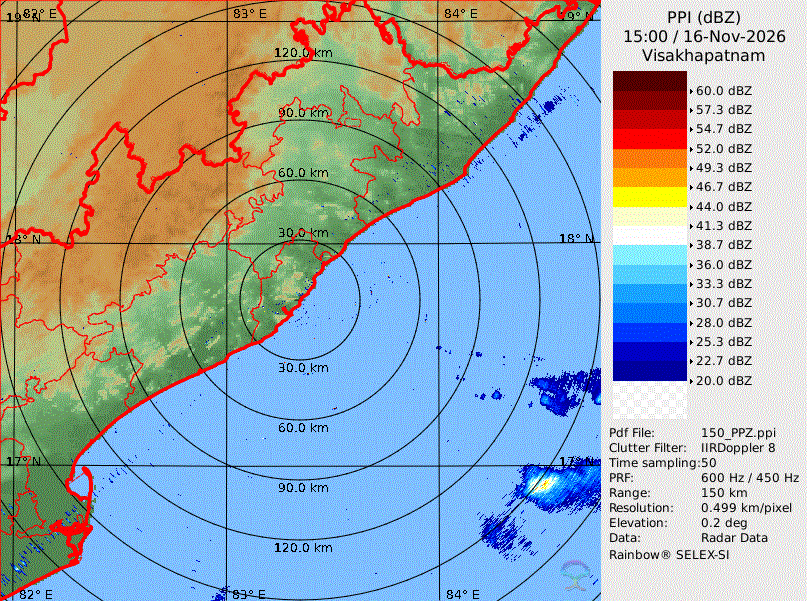 PPI (dBZ)
15:00 / 16-Nov-2026
Visakhapatnam
60.0 dBZ
57.3 dBZ
54.7 dBZ
52.0 dBZ
49.3 dBZ
46.7 dBZ
44.0 dBZ
41.3 dBZ
38.7 dBZ
36.0 dBZ
33.3 dBZ
30.7 dBZ
28.0 dBZ
25.3 dBZ
22.7 dBZ
20.0 dBZ
Pdf File: 150_PPZ.ppi
Clutter Filter: IIRDoppler 8
Time sampling:50
PRF: 600 Hz / 450 Hz
Range: 150 km
Resolution: 0.499 km/pixel
Elevation: 0.2 deg
Data: Radar Data
Rainbow® SELEX-SI
82° E 83° E 84° E
19° N 19° N
120.0 km
90.0 km
60.0 km
30.0 km
18° N 18° N
30.0 km
60.0 km
17° N 17° N
90.0 km
120.0 km
82° E 83° E 84° E